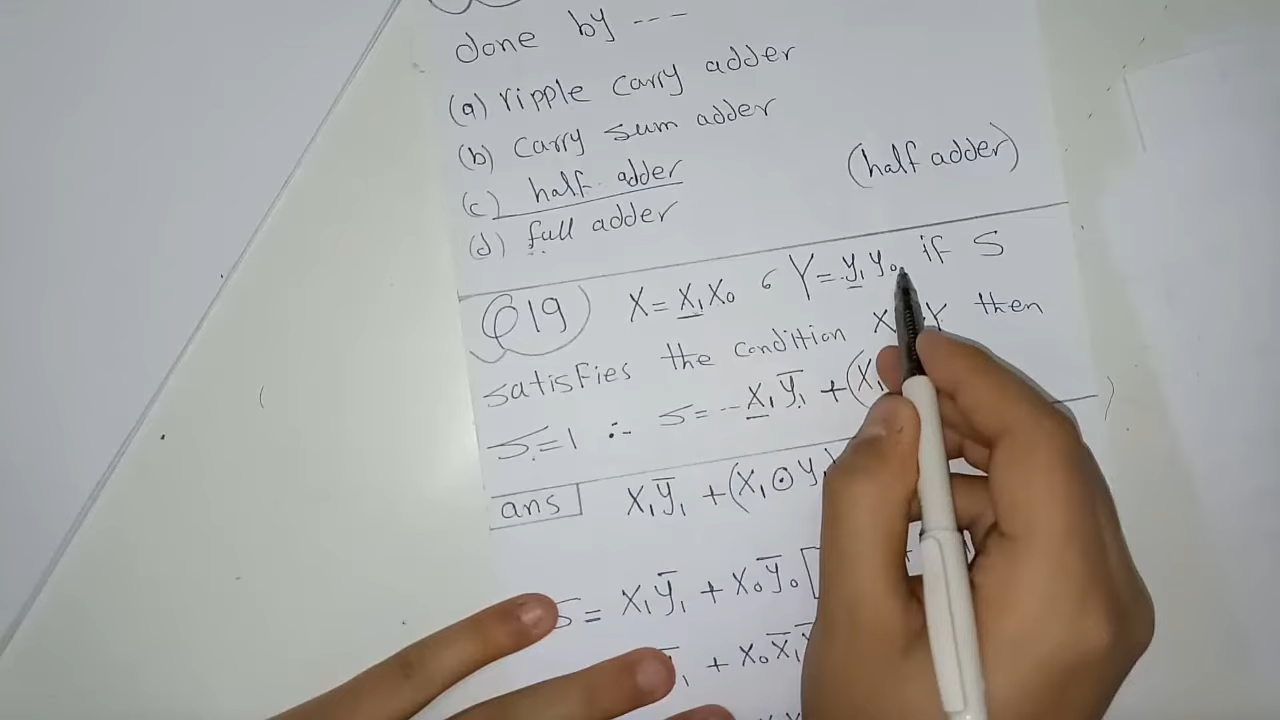 done by ---
(a) ripple carry adder
(b) carry sum adder
(c) half adder
(half adder)
(d) full adder
Q19 X = X₁X₀ , Y = y₁y₀ if S
satisfies the condition X Y then
S=1 ∴ S = X₁y̅₁ + (X₁
ans X₁y̅₁ + (X₁⊙y₁)
S = X₁y̅₁ + X₀y̅₀[
+ X₀X̅₁